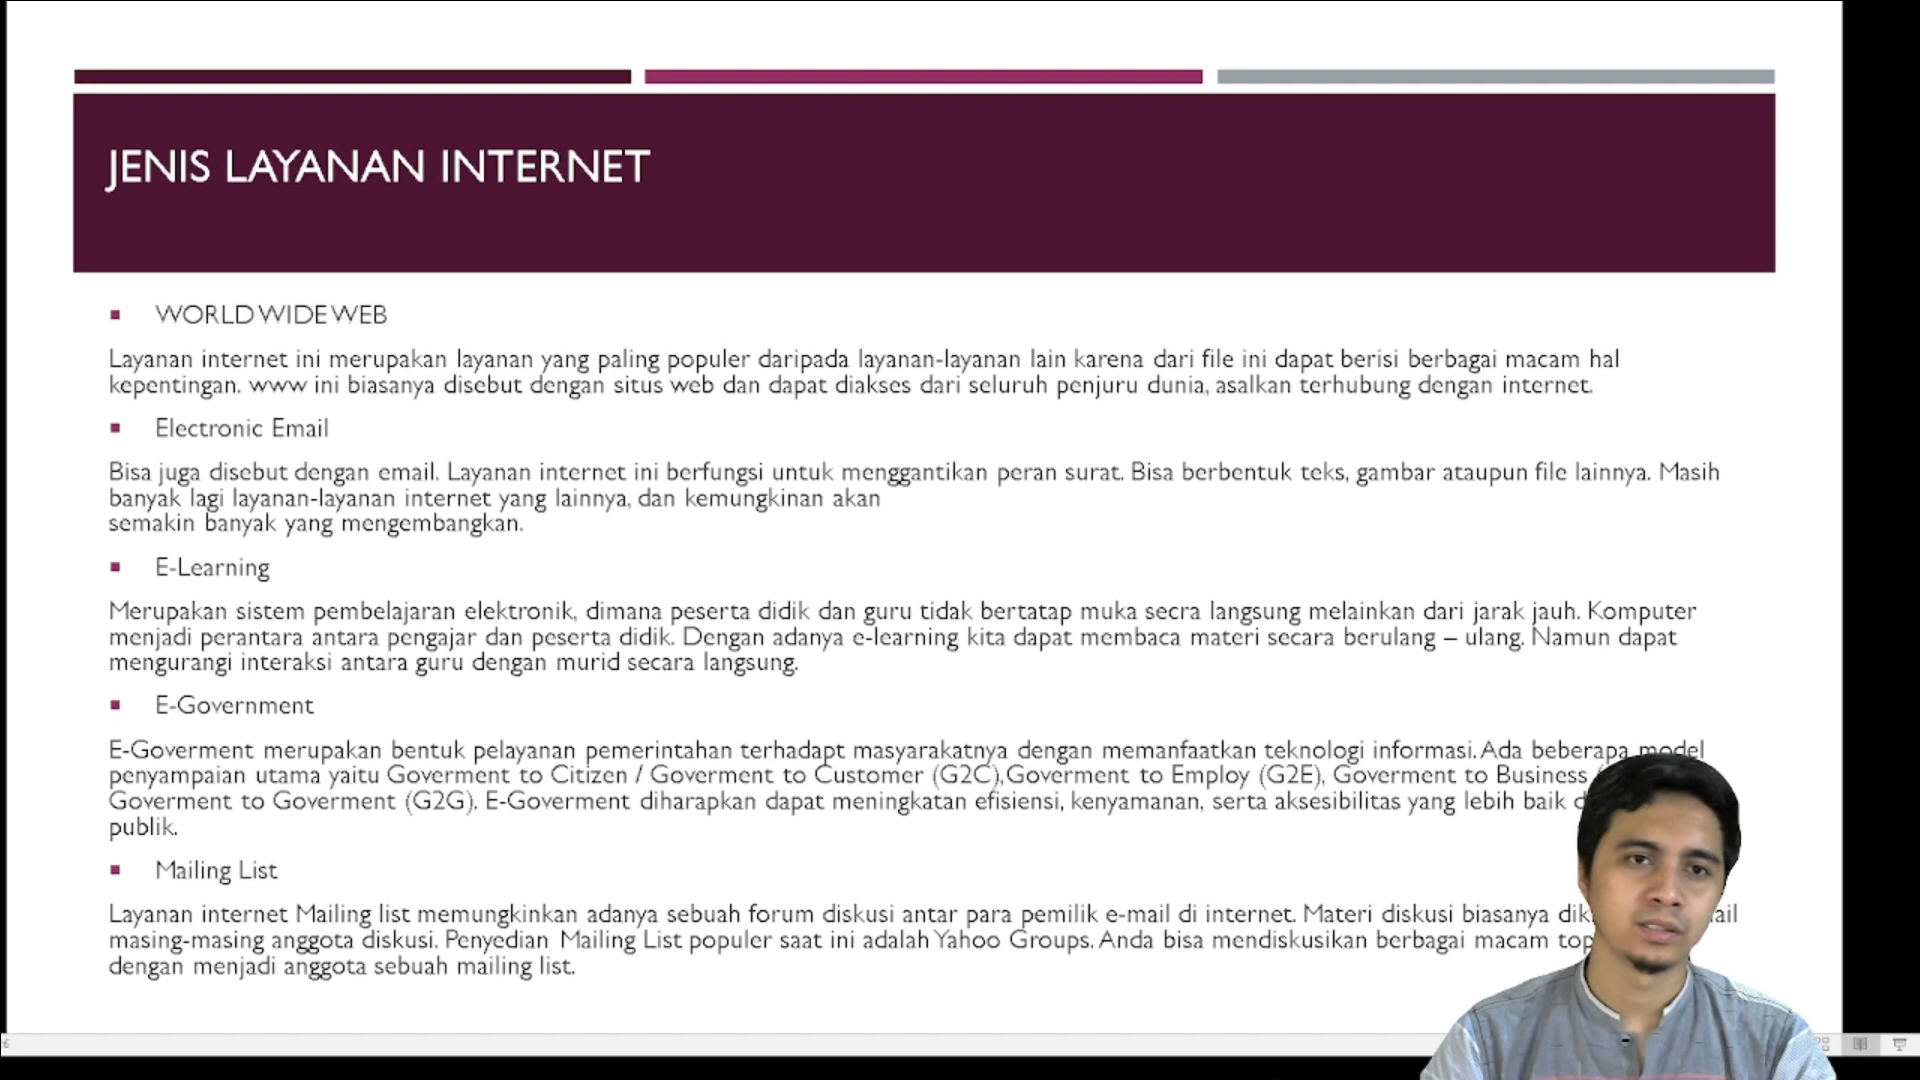 JENIS LAYANAN INTERNET
WORLD WIDE WEB
Layanan internet ini merupakan layanan yang paling populer daripada layanan-layanan lain karena dari file ini dapat berisi berbagai macam hal
kepentingan. www ini biasanya disebut dengan situs web dan dapat diakses dari seluruh penjuru dunia, asalkan terhubung dengan internet.
Electronic Email
Bisa juga disebut dengan email. Layanan internet ini berfungsi untuk menggantikan peran surat. Bisa berbentuk teks, gambar ataupun file lainnya. Masih
banyak lagi layanan-layanan internet yang lainnya, dan kemungkinan akan
semakin banyak yang mengembangkan.
E-Learning
Merupakan sistem pembelajaran elektronik, dimana peserta didik dan guru tidak bertatap muka secra langsung melainkan dari jarak jauh. Komputer
menjadi perantara antara pengajar dan peserta didik. Dengan adanya e-learning kita dapat membaca materi secara berulang – ulang. Namun dapat
mengurangi interaksi antara guru dengan murid secara langsung.
E-Government
E-Goverment merupakan bentuk pelayanan pemerintahan terhadapt masyarakatnya dengan memanfaatkan teknologi informasi. Ada beberapa model
penyampaian utama yaitu Goverment to Citizen / Goverment to Customer (G2C),Goverment to Employ (G2E), Goverment to Business
Goverment to Goverment (G2G). E-Goverment diharapkan dapat meningkatan efisiensi, kenyamanan, serta aksesibilitas yang lebih baik
publik.
Mailing List
Layanan internet Mailing list memungkinkan adanya sebuah forum diskusi antar para pemilik e-mail di internet. Materi diskusi biasanya
masing-masing anggota diskusi. Penyedian Mailing List populer saat ini adalah Yahoo Groups. Anda bisa mendiskusikan berbagai macam
dengan menjadi anggota sebuah mailing list.